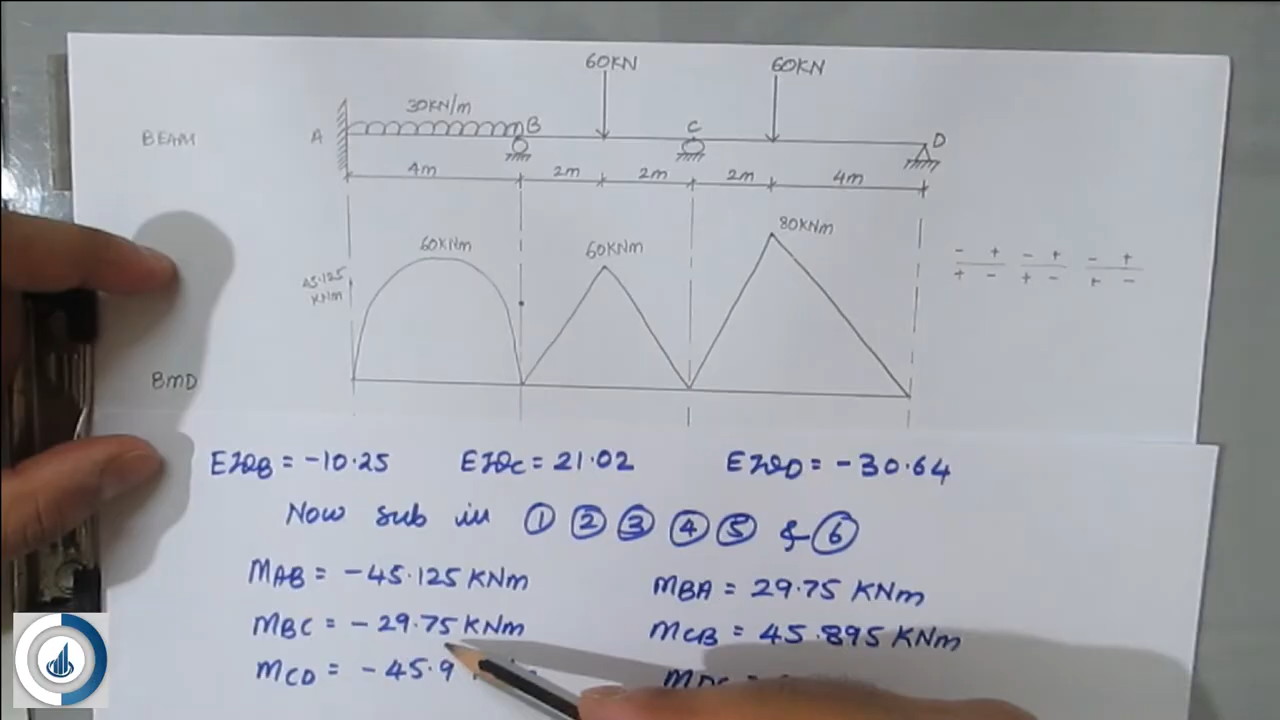 60KN 60KN
30KN/m
BEAM A B C D
4m 2m 2m 2m 4m
80KNm
60KNm 60KNm
- + - + - +
+ - + - + -
45.125
KNm
BMD
EIθB = -10.25 EIθC = 21.02 EIθD = -30.64
Now sub in ① ② ③ ④ ⑤ & ⑥
MAB = -45.125 KNm MBA = 29.75 KNm
MBC = -29.75 KNm MCB = 45.895 KNm
MCD = -45.9